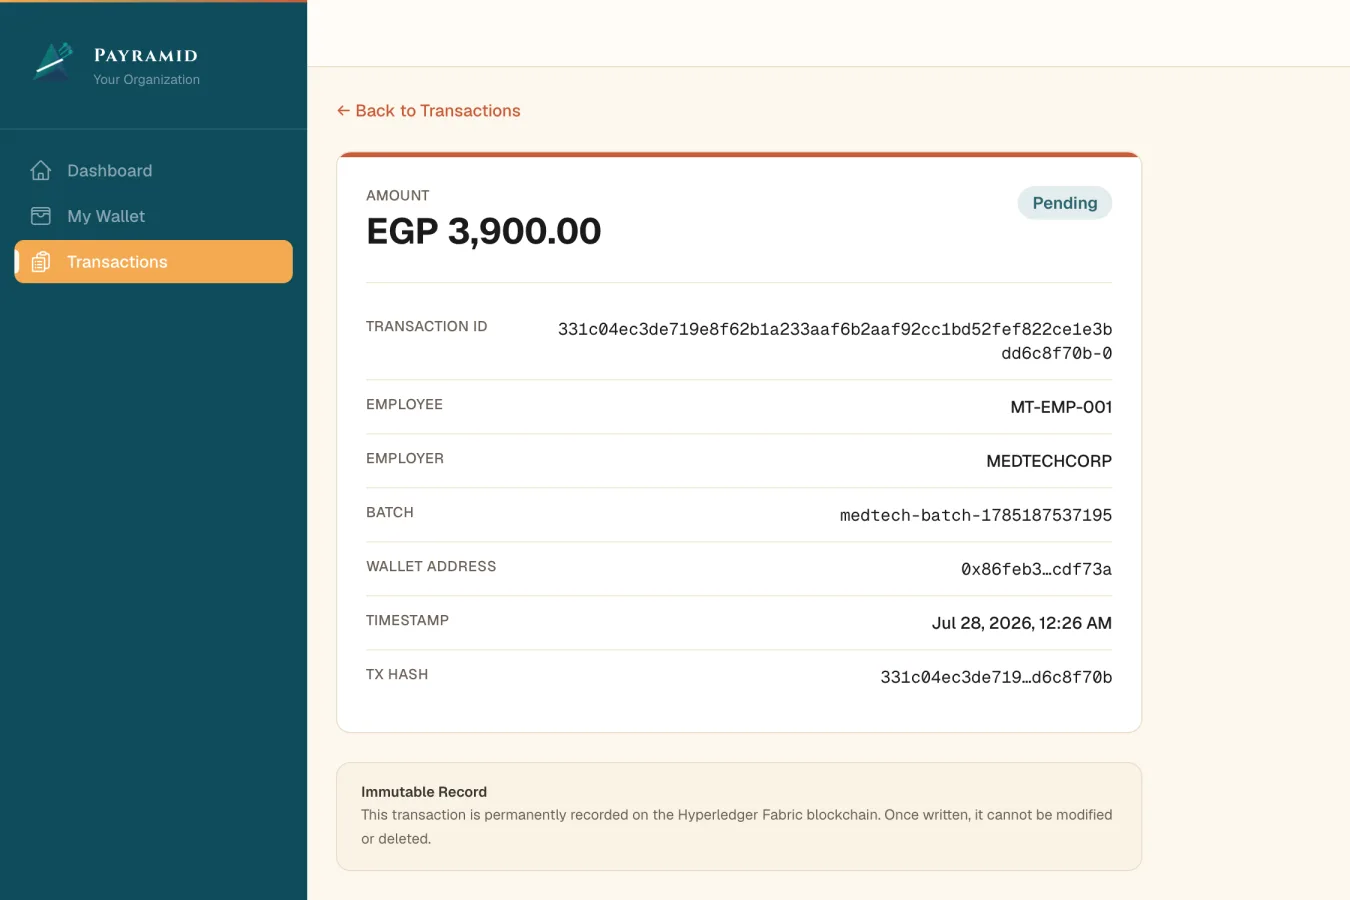 PAYRAMID
Your Organization
Dashboard
My Wallet
Transactions
← Back to Transactions
AMOUNT
EGP 3,900.00
Pending
TRANSACTION ID
331c04ec3de719e8f62b1a233aaf6b2aaf92cc1bd52fef822ce1e3b
dd6c8f70b-0
EMPLOYEE
MT-EMP-001
EMPLOYER
MEDTECHCORP
BATCH
medtech-batch-1785187537195
WALLET ADDRESS
0x86feb3…cdf73a
TIMESTAMP
Jul 28, 2026, 12:26 AM
TX HASH
331c04ec3de719…d6c8f70b
Immutable Record
This transaction is permanently recorded on the Hyperledger Fabric blockchain. Once written, it cannot be modified
or deleted.